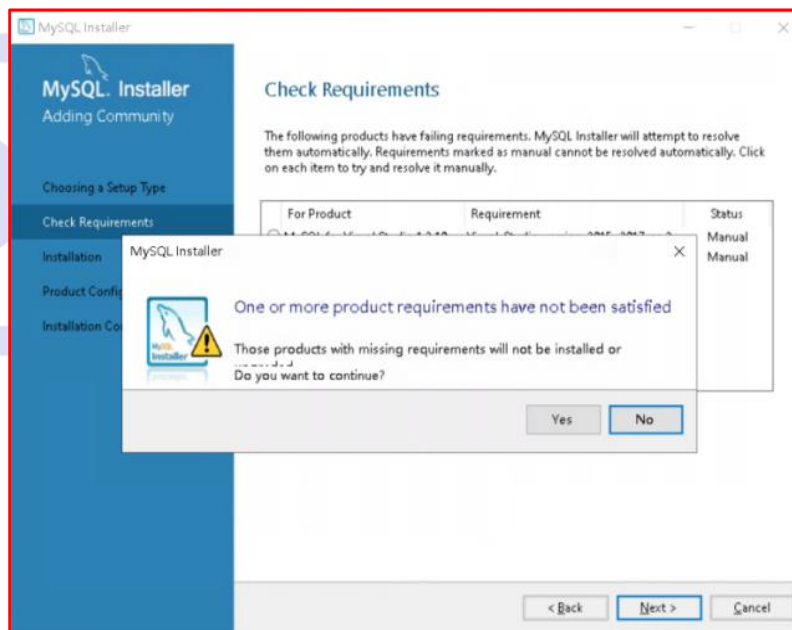 MySQL Installer
MySQL. Installer
Adding Community
Choosing a Setup Type
Check Requirements
Installation
Product Config
Installation Co
Check Requirements
The following products have failing requirements. MySQL Installer will attempt to resolve
them automatically. Requirements marked as manual cannot be resolved automatically. Click
on each item to try and resolve it manually.
For Product Requirement Status
Manual
Manual
MySQL Installer
One or more product requirements have not been satisfied
Those products with missing requirements will not be installed or
Do you want to continue?
Yes No
MySQL
Installer
< Back Next > Cancel